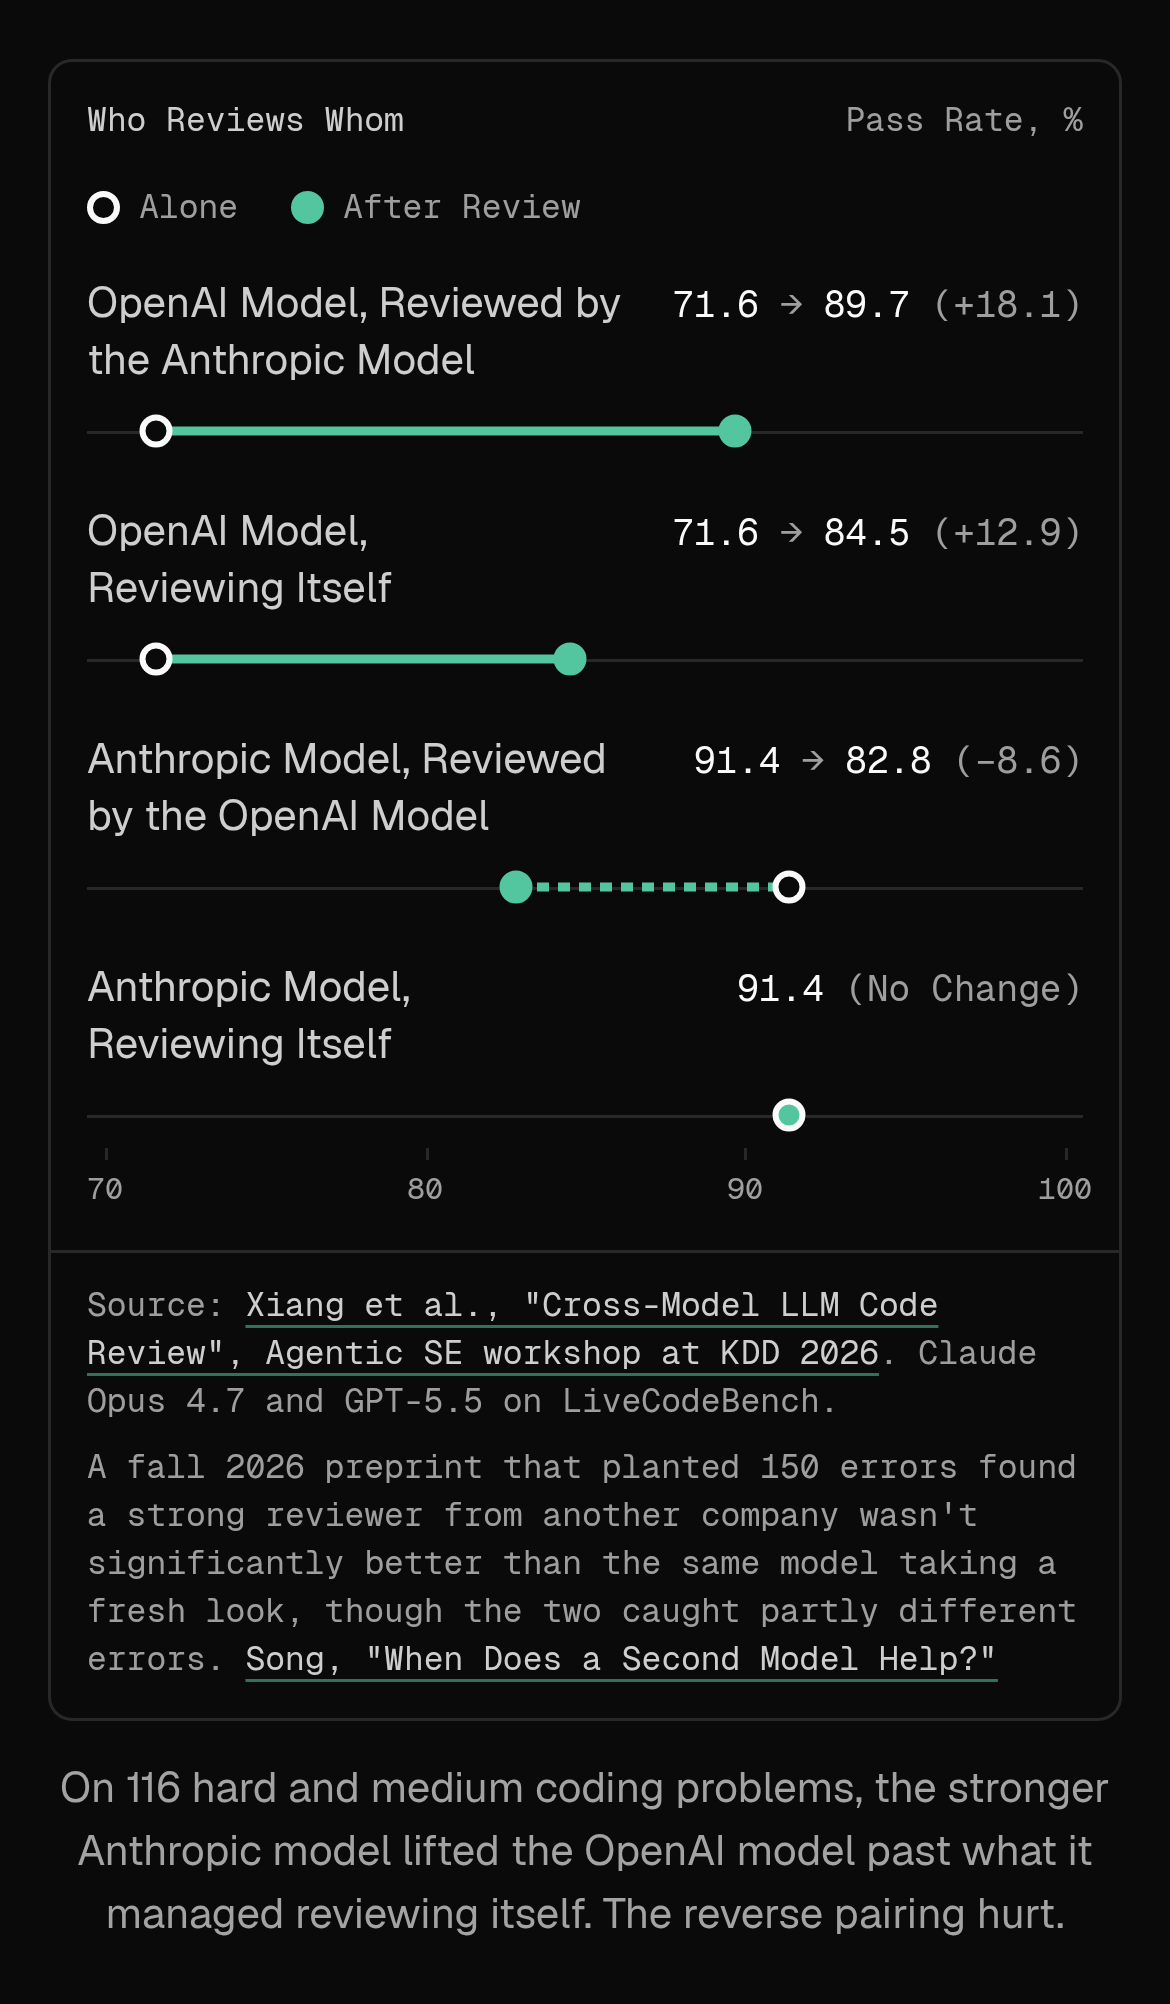 Who Reviews Whom
Pass Rate, %
Alone
After Review
OpenAI Model, Reviewed by
the Anthropic Model
71.6 → 89.7 (+18.1)
OpenAI Model,
Reviewing Itself
71.6 → 84.5 (+12.9)
Anthropic Model, Reviewed
by the OpenAI Model
91.4 → 82.8 (−8.6)
Anthropic Model,
Reviewing Itself
91.4 (No Change)
70 80 90 100
Source: Xiang et al., "Cross-Model LLM Code
Review", Agentic SE workshop at KDD 2026. Claude
Opus 4.7 and GPT-5.5 on LiveCodeBench.
A fall 2026 preprint that planted 150 errors found
a strong reviewer from another company wasn't
significantly better than the same model taking a
fresh look, though the two caught partly different
errors. Song, "When Does a Second Model Help?"
On 116 hard and medium coding problems, the stronger
Anthropic model lifted the OpenAI model past what it
managed reviewing itself. The reverse pairing hurt.